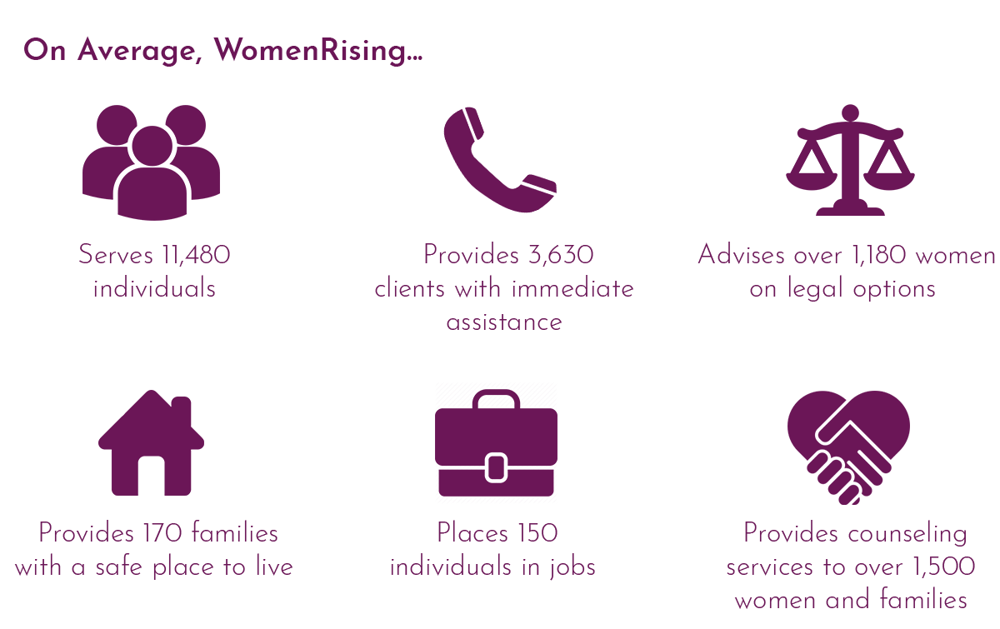 On Average, WomenRising...
Serves 11,480
individuals
Provides 3,630
clients with immediate
assistance
Advises over 1,180 women
on legal options
Provides 170 families
with a safe place to live
Places 150
individuals in jobs
Provides counseling
services to over 1,500
women and families